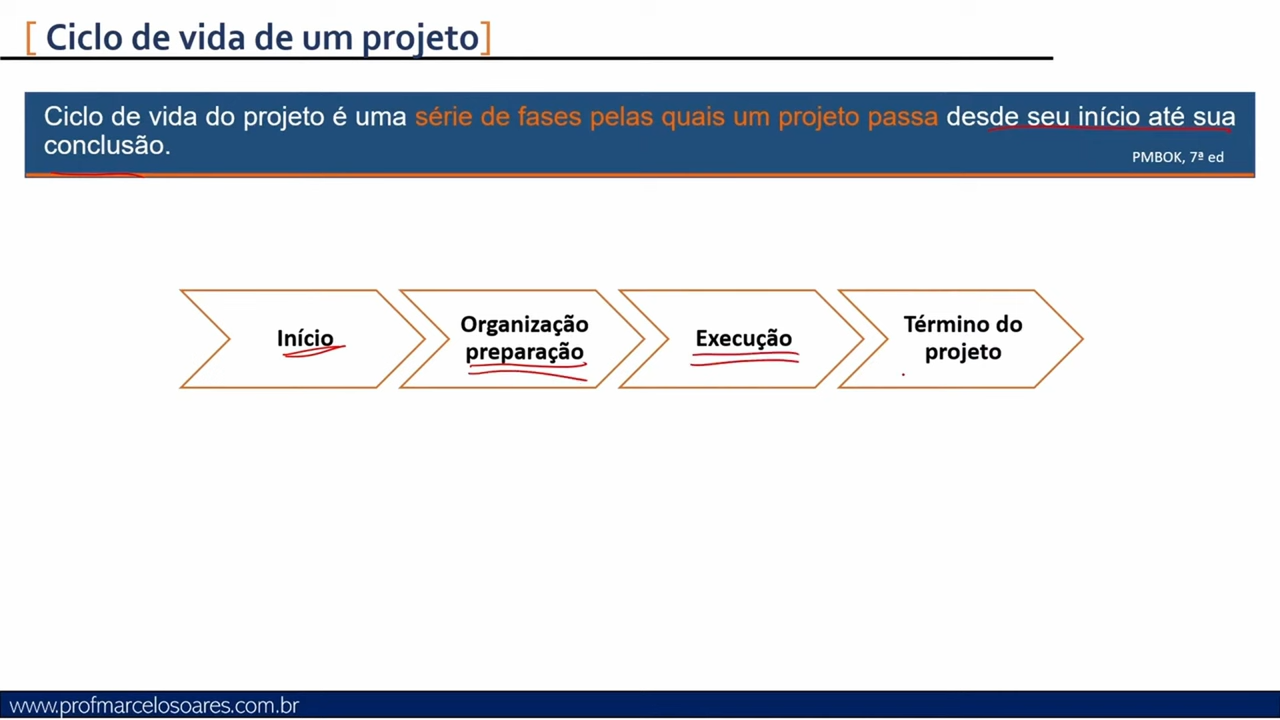 [ Ciclo de vida de um projeto]
Ciclo de vida do projeto é uma série de fases pelas quais um projeto passa desde seu início até sua
conclusão.
PMBOK, 7ª ed
Início
Organização
preparação
Execução
Término do
projeto
www.profmarcelosoares.com.br